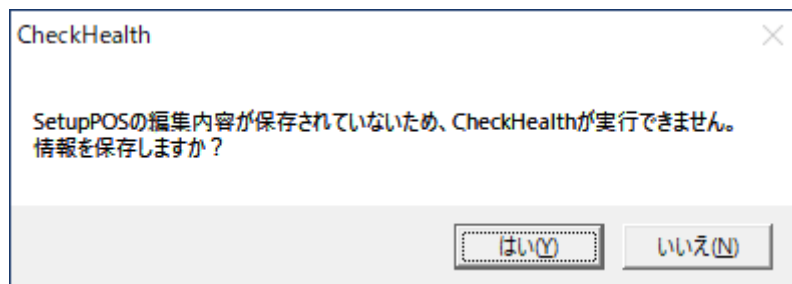 CheckHealth
SetupPOSの編集内容が保存されていないため、CheckHealthが実行できません。
情報を保存しますか？
はい(Y)
いいえ(N)